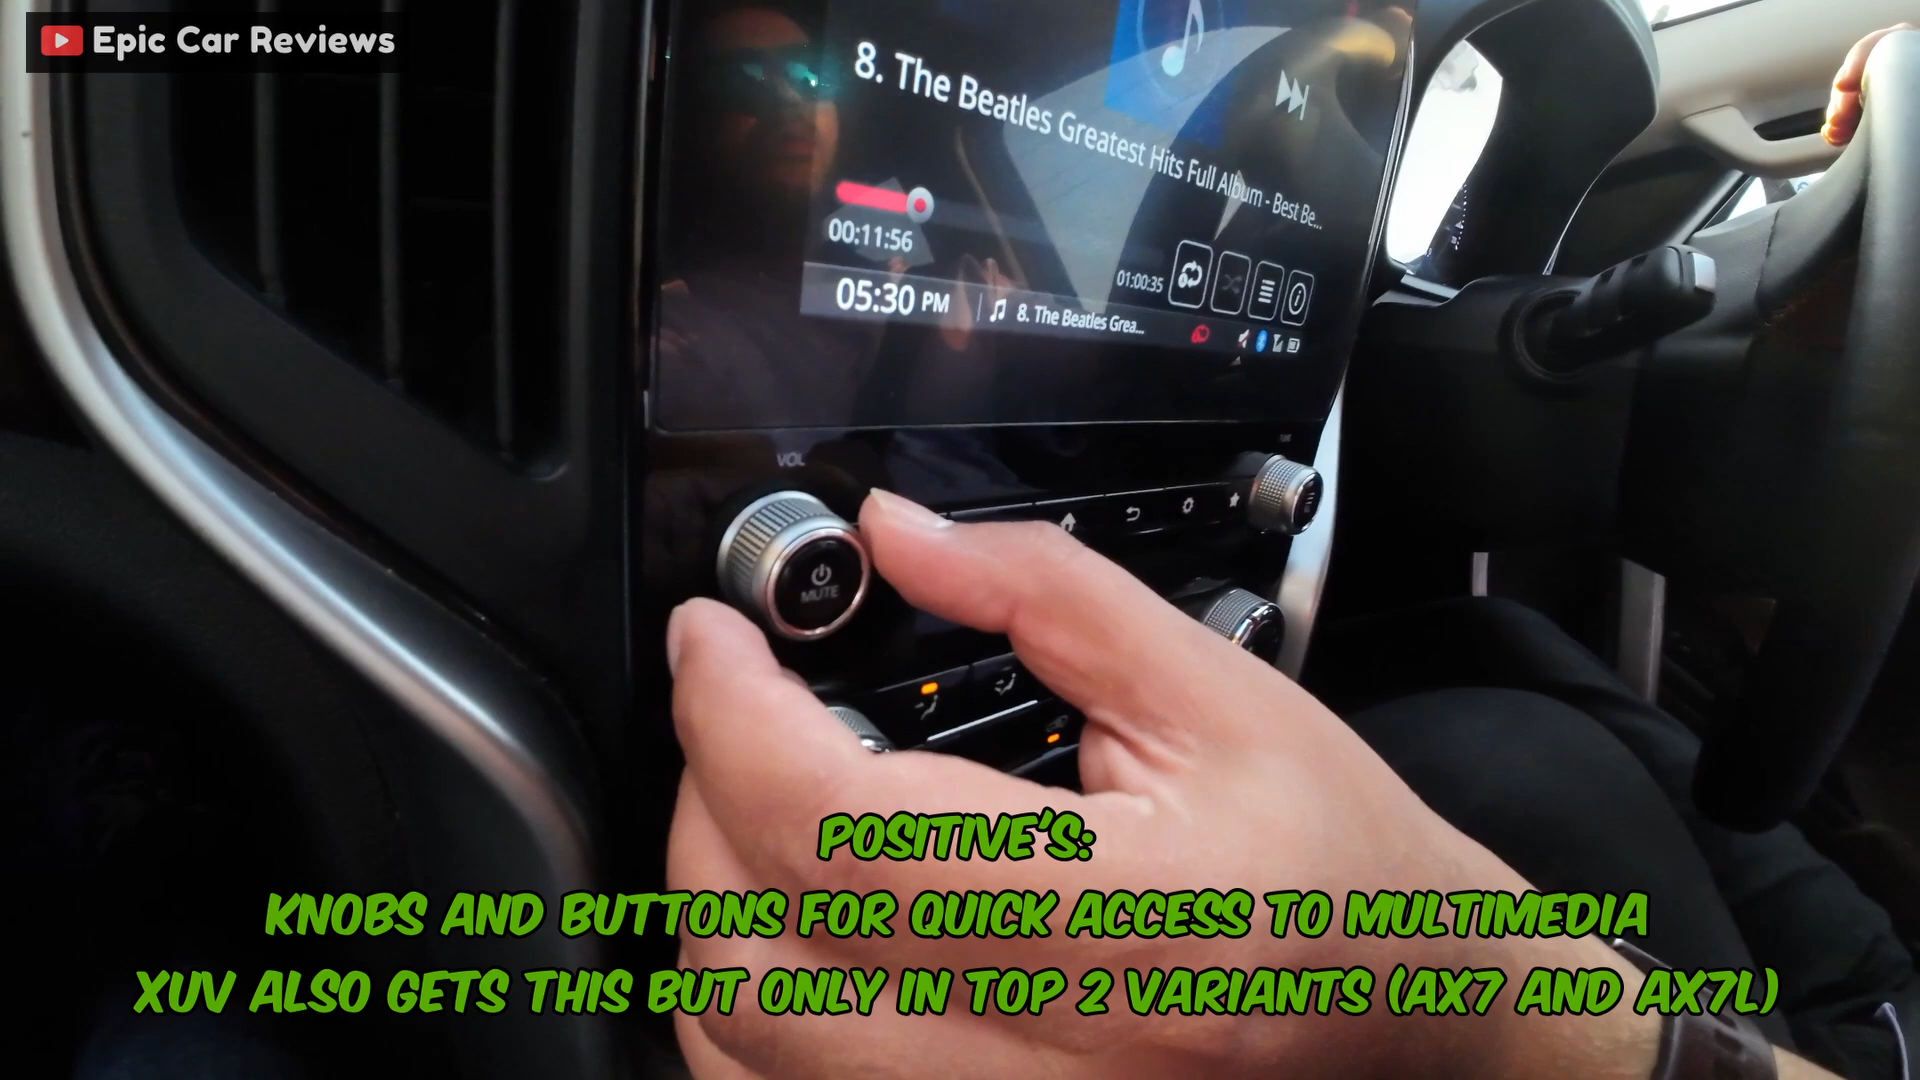 Epic Car Reviews
8. The Beatles Greatest Hits Full Album - Best Be...
00:11:56
01:00:35
05:30 PM
8. The Beatles Grea...
VOL
MUTE
POSITIVE'S:
KNOBS AND BUTTONS FOR QUICK ACCESS TO MULTIMEDIA
XUV ALSO GETS THIS BUT ONLY IN TOP 2 VARIANTS (AX7 AND AX7L)